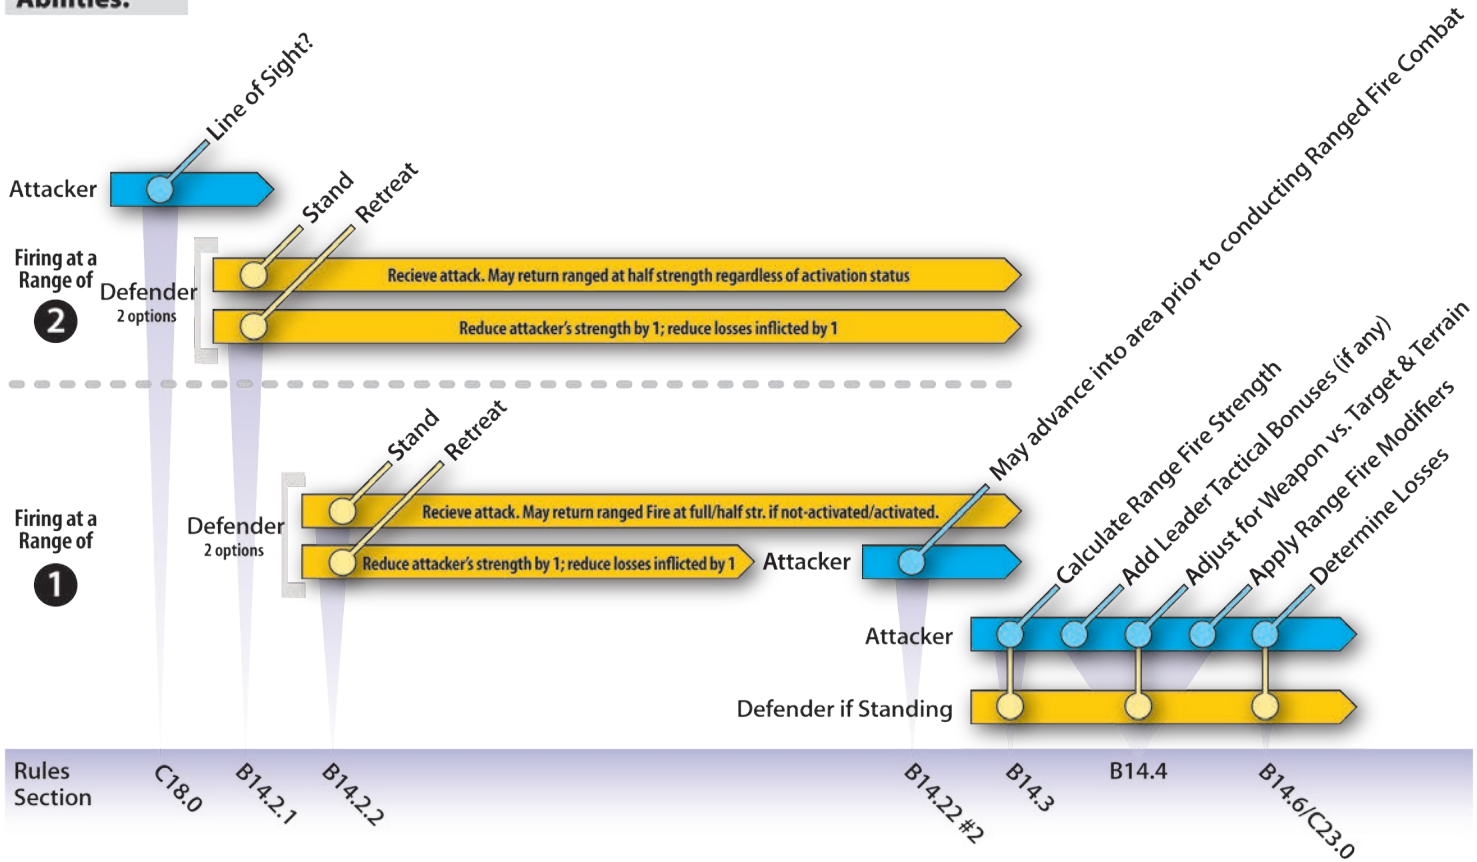 Abilities:
Line of Sight?
Attacker
Stand
Retreat
Firing at a
Range of
2
Defender
2 options
Recieve attack. May return ranged at half strength regardless of activation status
Reduce attacker's strength by 1; reduce losses inflicted by 1
May advance into area prior to conducting Ranged Fire Combat
Stand
Retreat
Firing at a
Range of
1
Defender
2 options
Recieve attack. May return ranged Fire at full/half str. if not-activated/activated.
Reduce attacker's strength by 1; reduce losses inflicted by 1
Attacker
Calculate Range Fire Strength
Add Leader Tactical Bonuses (if any)
Adjust for Weapon vs. Target & Terrain
Apply Range Fire Modifiers
Determine Losses
Attacker
Defender if Standing
Rules
Section
C18.0
B14.2.1
B14.2.2
B14.22 #2
B14.3
B14.4
B14.6/C23.0